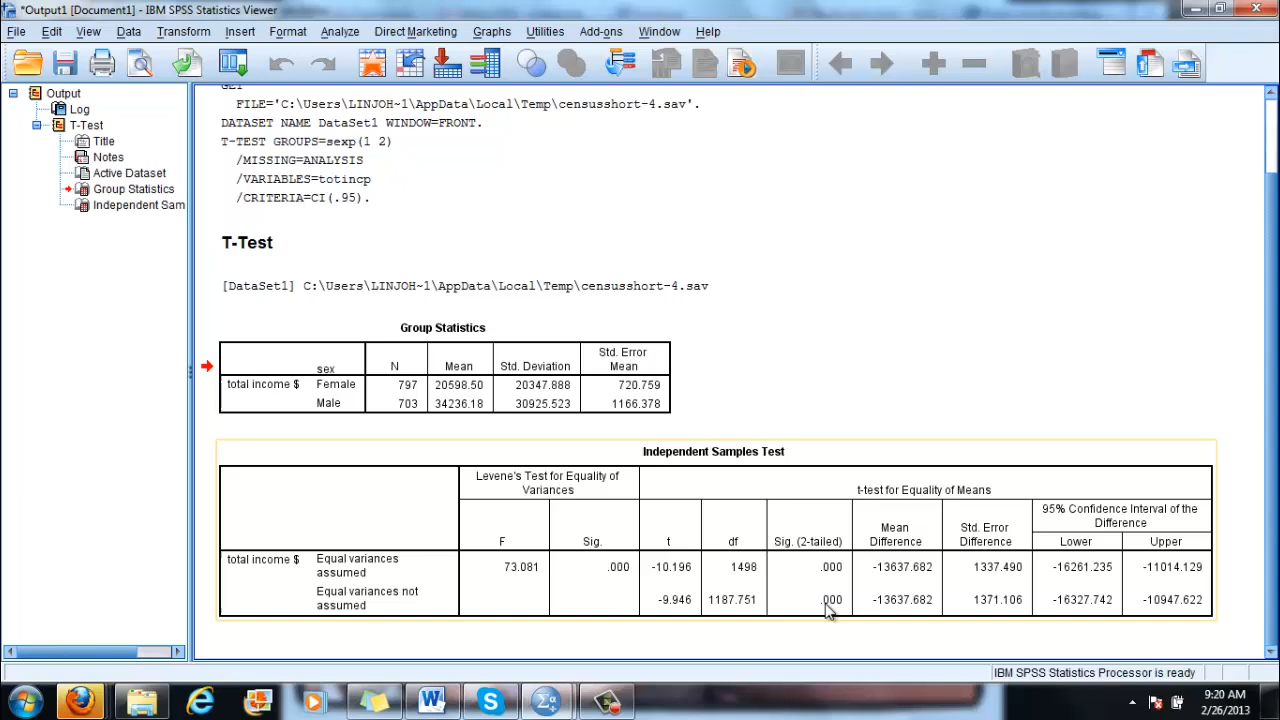 *Output1 [Document1] - IBM SPSS Statistics Viewer
File Edit View Data Transform Insert Format Analyze Direct Marketing Graphs Utilities Add-ons Window Help
Output
Log
T-Test
Title
Notes
Active Dataset
Group Statistics
Independent Sam
GET
FILE='C:\Users\LINJOH~1\AppData\Local\Temp\censusshort-4.sav'.
DATASET NAME DataSet1 WINDOW=FRONT.
T-TEST GROUPS=sexp(1 2)
/MISSING=ANALYSIS
/VARIABLES=totincp
/CRITERIA=CI(.95).
T-Test
[DataSet1] C:\Users\LINJOH~1\AppData\Local\Temp\censusshort-4.sav
Group Statistics
sex N Mean Std. Deviation Std. Error Mean
total income $ Female 797 20598.50 20347.888 720.759
Male 703 34236.18 30925.523 1166.378
Independent Samples Test
Levene's Test for Equality of Variances t-test for Equality of Means
95% Confidence Interval of the Difference
F Sig. t df Sig. (2-tailed) Mean Difference Std. Error Difference Lower Upper
total income $ Equal variances assumed 73.081 .000 -10.196 1498 .000 -13637.682 1337.490 -16261.235 -11014.129
Equal variances not assumed -9.946 1187.751 .000 -13637.682 1371.106 -16327.742 -10947.622
IBM SPSS Statistics Processor is ready
9:20 AM
2/26/2013